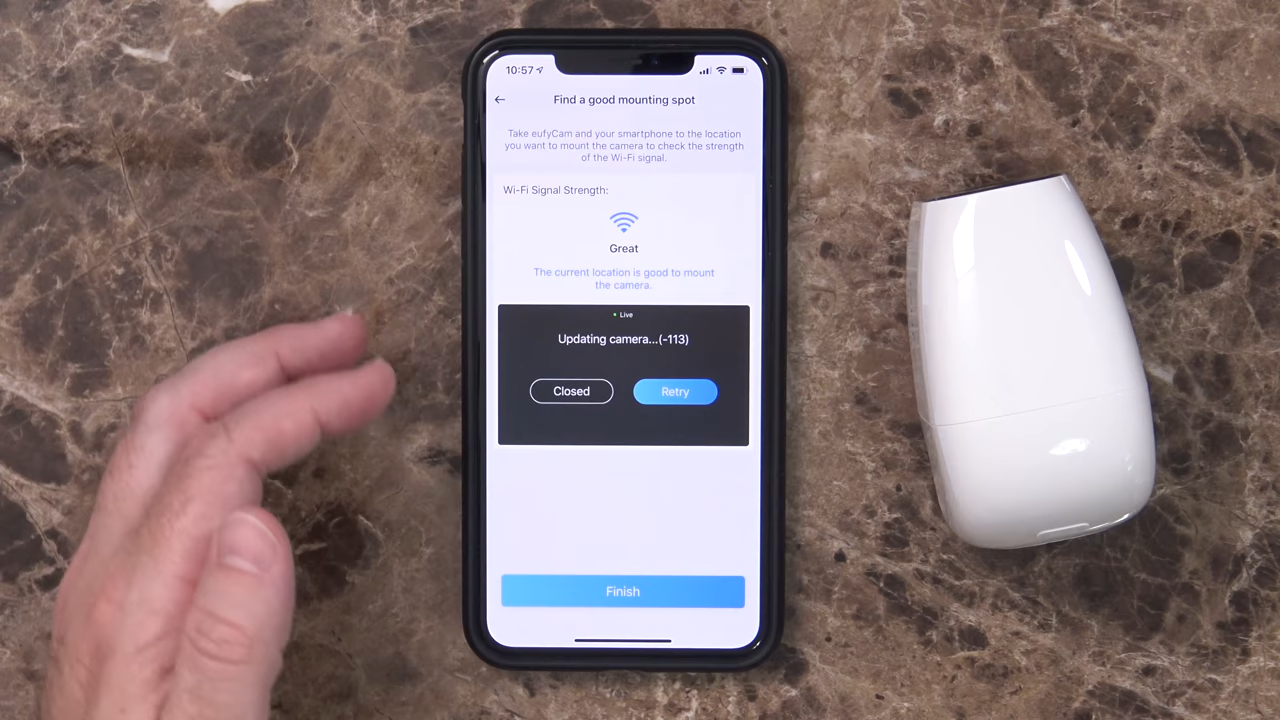 10:57
Find a good mounting spot
Take eufyCam and your smartphone to the location
you want to mount the camera to check the strength
of the Wi-Fi signal.
Wi-Fi Signal Strength:
Great
The current location is good to mount
the camera.
Live
Updating camera...(-113)
Closed
Retry
Finish